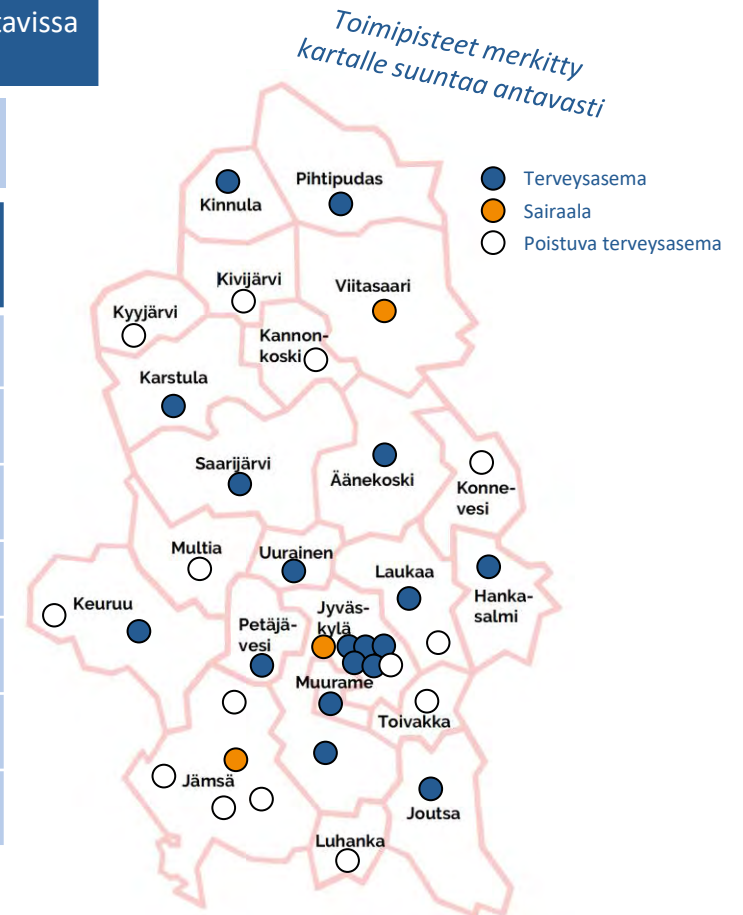 Toimipisteet merkitty
kartalle suuntaa antavasti
Terveysasema
Sairaala
Poistuva terveysasema
Pihtipudas
Kinnula
Kivijärvi
Viitasaari
Kyyjärvi
Kannon-
koski
Karstula
Saarijärvi
Äänekoski
Konne-
vesi
Multia
Uurainen
Laukaa
Hanka-
salmi
Keuruu
Jyväs-
kylä
Petäjä-
vesi
Muurame
Toivakka
Jämsä
Joutsa
Luhanka